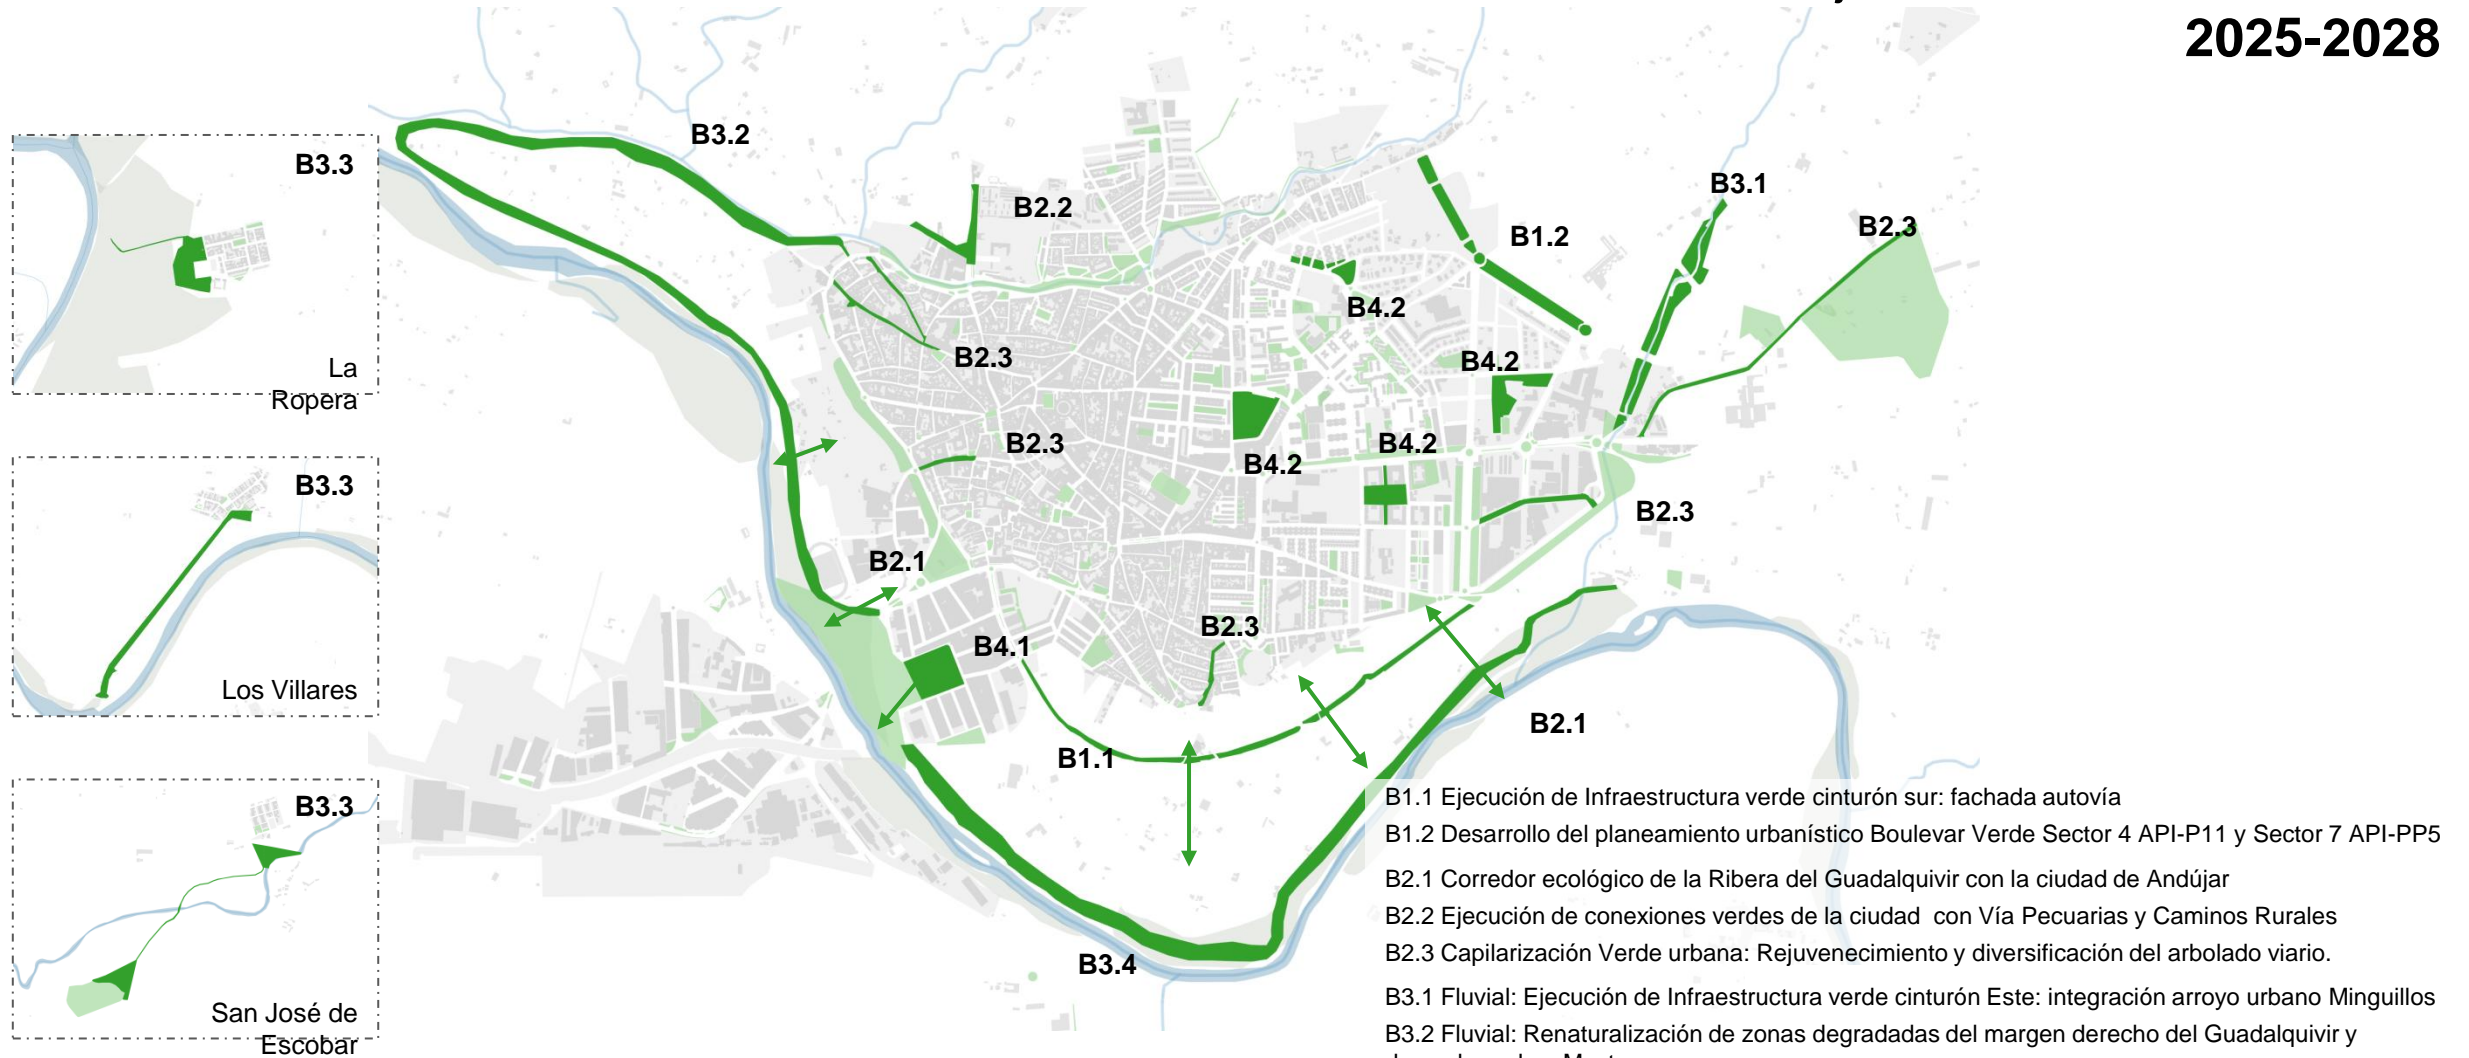 2025-2028
B3.2
B3.3
B3.1
B2.2
B2.3
B1.2
B4.2
B2.3
B4.2
La
Ropera
B2.3
B4.2
B4.2
B3.3
B2.3
B2.1
B2.3
B4.1
Los Villares
B2.1
B1.1
B3.3
B3.4
San José de
Escobar
B1.1 Ejecución de Infraestructura verde cinturón sur: fachada autovía
B1.2 Desarrollo del planeamiento urbanístico Boulevar Verde Sector 4 API-P11 y Sector 7 API-PP5
B2.1 Corredor ecológico de la Ribera del Guadalquivir con la ciudad de Andújar
B2.2 Ejecución de conexiones verdes de la ciudad con Vía Pecuarias y Caminos Rurales
B2.3 Capilarización Verde urbana: Rejuvenecimiento y diversificación del arbolado viario.
B3.1 Fluvial: Ejecución de Infraestructura verde cinturón Este: integración arroyo urbano Minguillos
B3.2 Fluvial: Renaturalización de zonas degradadas del margen derecho del Guadalquivir y